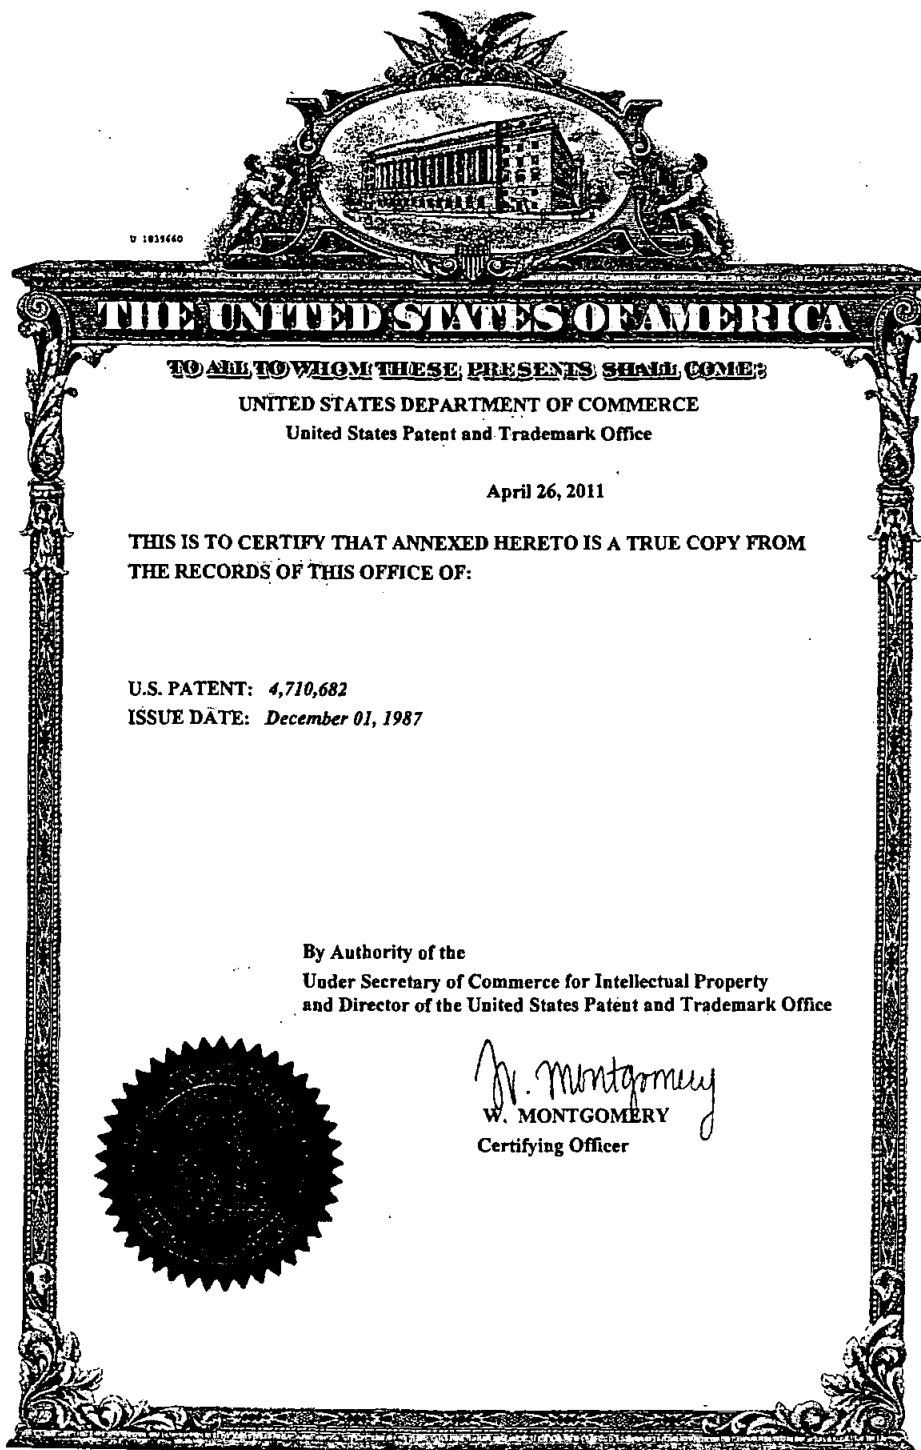 U 1839660
THE UNITED STATES OF AMERICA
TO ALL TO WHOM THESE PRESENTS SHALL COME:
UNITED STATES DEPARTMENT OF COMMERCE
United States Patent and Trademark Office
April 26, 2011
THIS IS TO CERTIFY THAT ANNEXED HERETO IS A TRUE COPY FROM
THE RECORDS OF THIS OFFICE OF:
U.S. PATENT: 4,710,682
ISSUE DATE: December 01, 1987
By Authority of the
Under Secretary of Commerce for Intellectual Property
and Director of the United States Patent and Trademark Office
W. Montgomery
W. MONTGOMERY
Certifying Officer